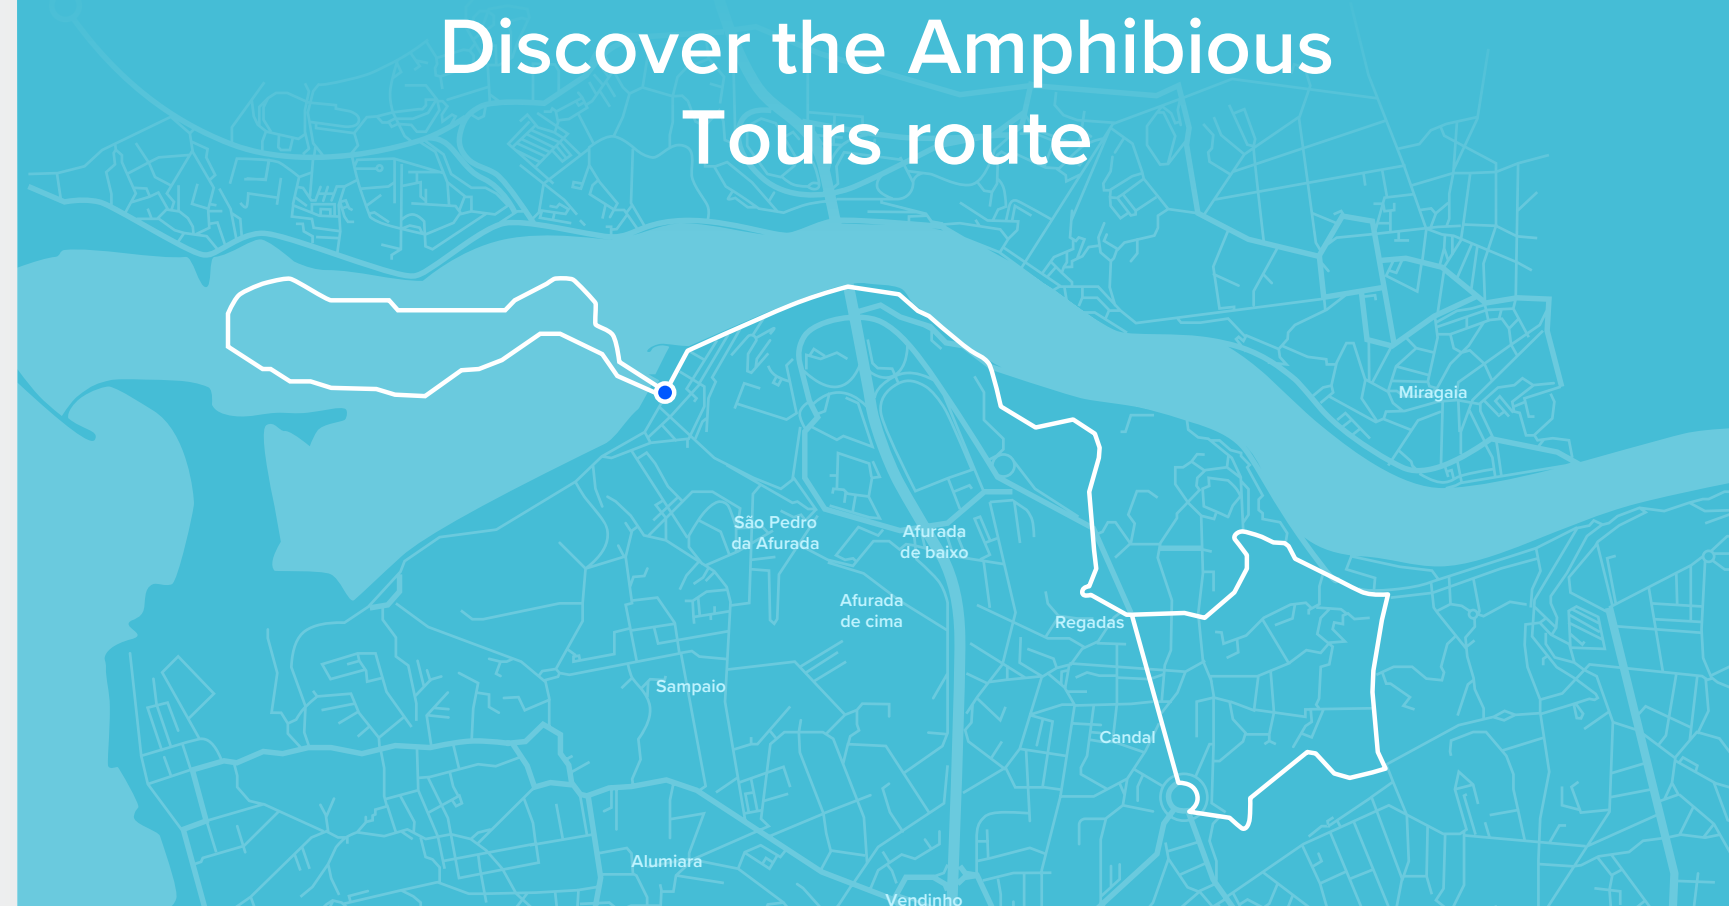 Discover the Amphibious
Tours route
Miragaia
São Pedro
da Afurada
Afurada
de baixo
Afurada
de cima
Regadas
Sampaio
Candal
Alumiara
Vendinho